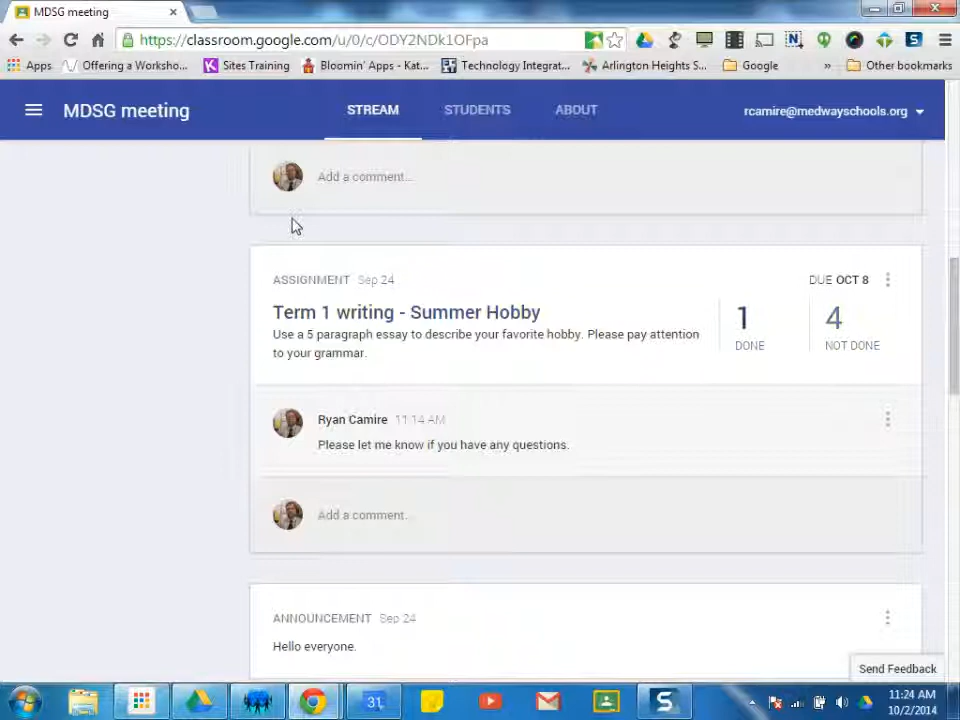 MDSG meeting
https://classroom.google.com/u/0/c/ODY2NDk1OFpa
Apps
Offering a Worksho...
Sites Training
Bloomin' Apps - Kat...
Technology Integrat...
Arlington Heights S...
Google
»
Other bookmarks
MDSG meeting
STREAM
STUDENTS
ABOUT
rcamire@medwayschools.org
Add a comment...
ASSIGNMENT Sep 24
DUE OCT 8
Term 1 writing - Summer Hobby
Use a 5 paragraph essay to describe your favorite hobby. Please pay attention
to your grammar.
1
DONE
4
NOT DONE
Ryan Camire 11:14 AM
Please let me know if you have any questions.
Add a comment...
ANNOUNCEMENT Sep 24
Hello everyone.
Send Feedback
31
11:24 AM
10/2/2014